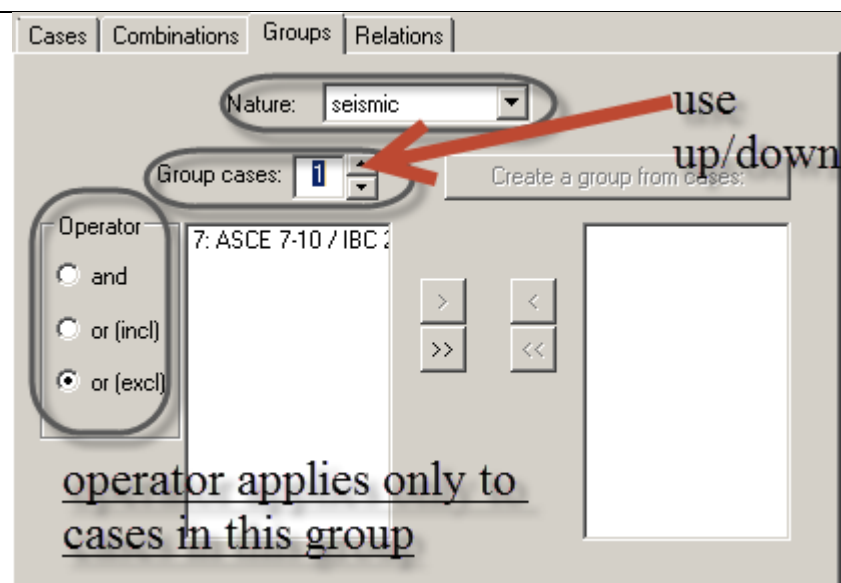 Cases Combinations Groups Relations
Nature: seismic use
Group cases: 1 up/down
Create a group from cases:
Operator
7: ASCE 7-10 / IBC 2
and
> <
or (incl)
>> <<
or (excl)
operator applies only to
cases in this group